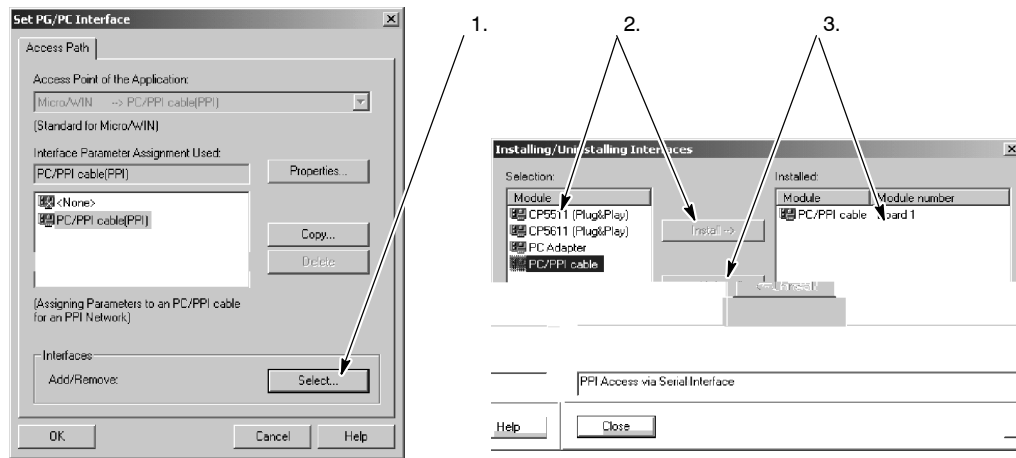 1.
2.
3.
Set PG/PC Interface
Access Path
Access Point of the Application:
Micro/WIN --> PC/PPI cable(PPI)
(Standard for Micro/WIN)
Interface Parameter Assignment Used:
PC/PPI cable(PPI)
Properties...
<None>
PC/PPI cable(PPI)
Copy...
Delete
(Assigning Parameters to an PC/PPI cable
for an PPI Network)
Interfaces
Add/Remove:
Select...
OK
Cancel
Help
Installing/Uninstalling Interfaces
Selection:
Installed:
Module
Module
Module number
CP5511 (Plug&Play)
CP5611 (Plug&Play)
PC Adapter
PC/PPI cable
Install -->
PC/PPI cable
Board 1
PPI Access via Serial Interface
Help
Close